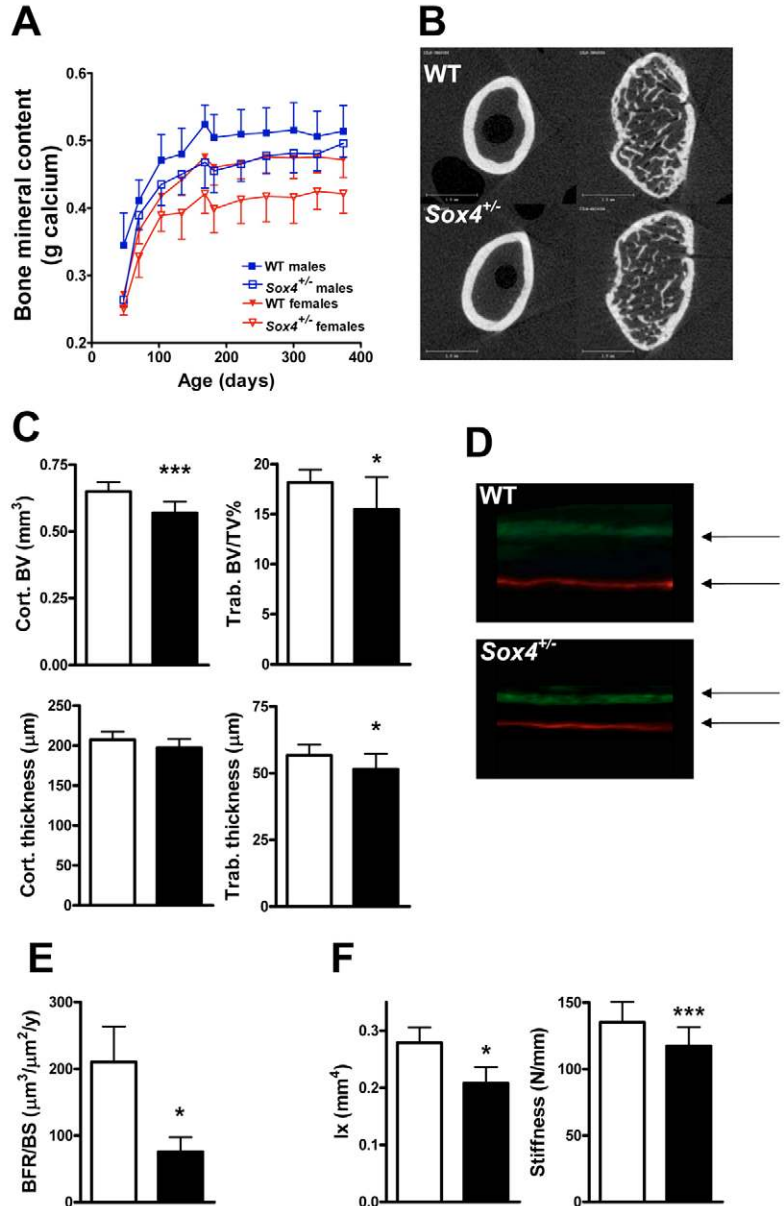 A
0.6
0.5
0.4
0.3
0.2
0
100
200
300
400
Bone mineral content
(g calcium)
Age (days)
WT males
Sox4+/- males
WT females
Sox4+/- females
B
WT
Sox4+/-
C
0.75
0.50
0.25
0.00
Cort. BV (mm³)
***
20
15
10
5
0
Trab. BV/TV%
*
250
200
150
100
50
0
Cort. thickness (μm)
75
50
25
0
Trab. thickness (μm)
*
D
WT
Sox4+/-
E
300
200
100
0
BFR/BS (μm³/μm²/y)
*
F
0.3
0.2
0.1
0.0
Ix (mm⁴)
*
150
100
50
0
Stiffness (N/mm)
***